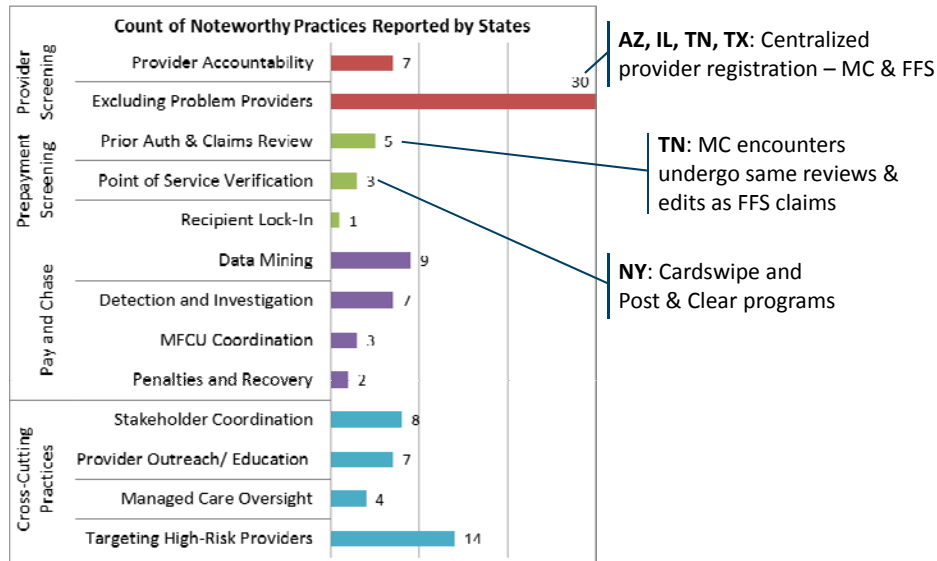 Count of Noteworthy Practices Reported by States
Provider Screening
Provider Accountability 7
Excluding Problem Providers 30
Prepayment Screening
Prior Auth & Claims Review 5
Point of Service Verification 3
Recipient Lock-In 1
Pay and Chase
Data Mining 9
Detection and Investigation 7
MFCU Coordination 3
Penalties and Recovery 2
Cross-Cutting Practices
Stakeholder Coordination 8
Provider Outreach/ Education 7
Managed Care Oversight 4
Targeting High-Risk Providers 14
AZ, IL, TN, TX: Centralized
provider registration – MC & FFS
TN: MC encounters
undergo same reviews &
edits as FFS claims
NY: Cardswipe and
Post & Clear programs